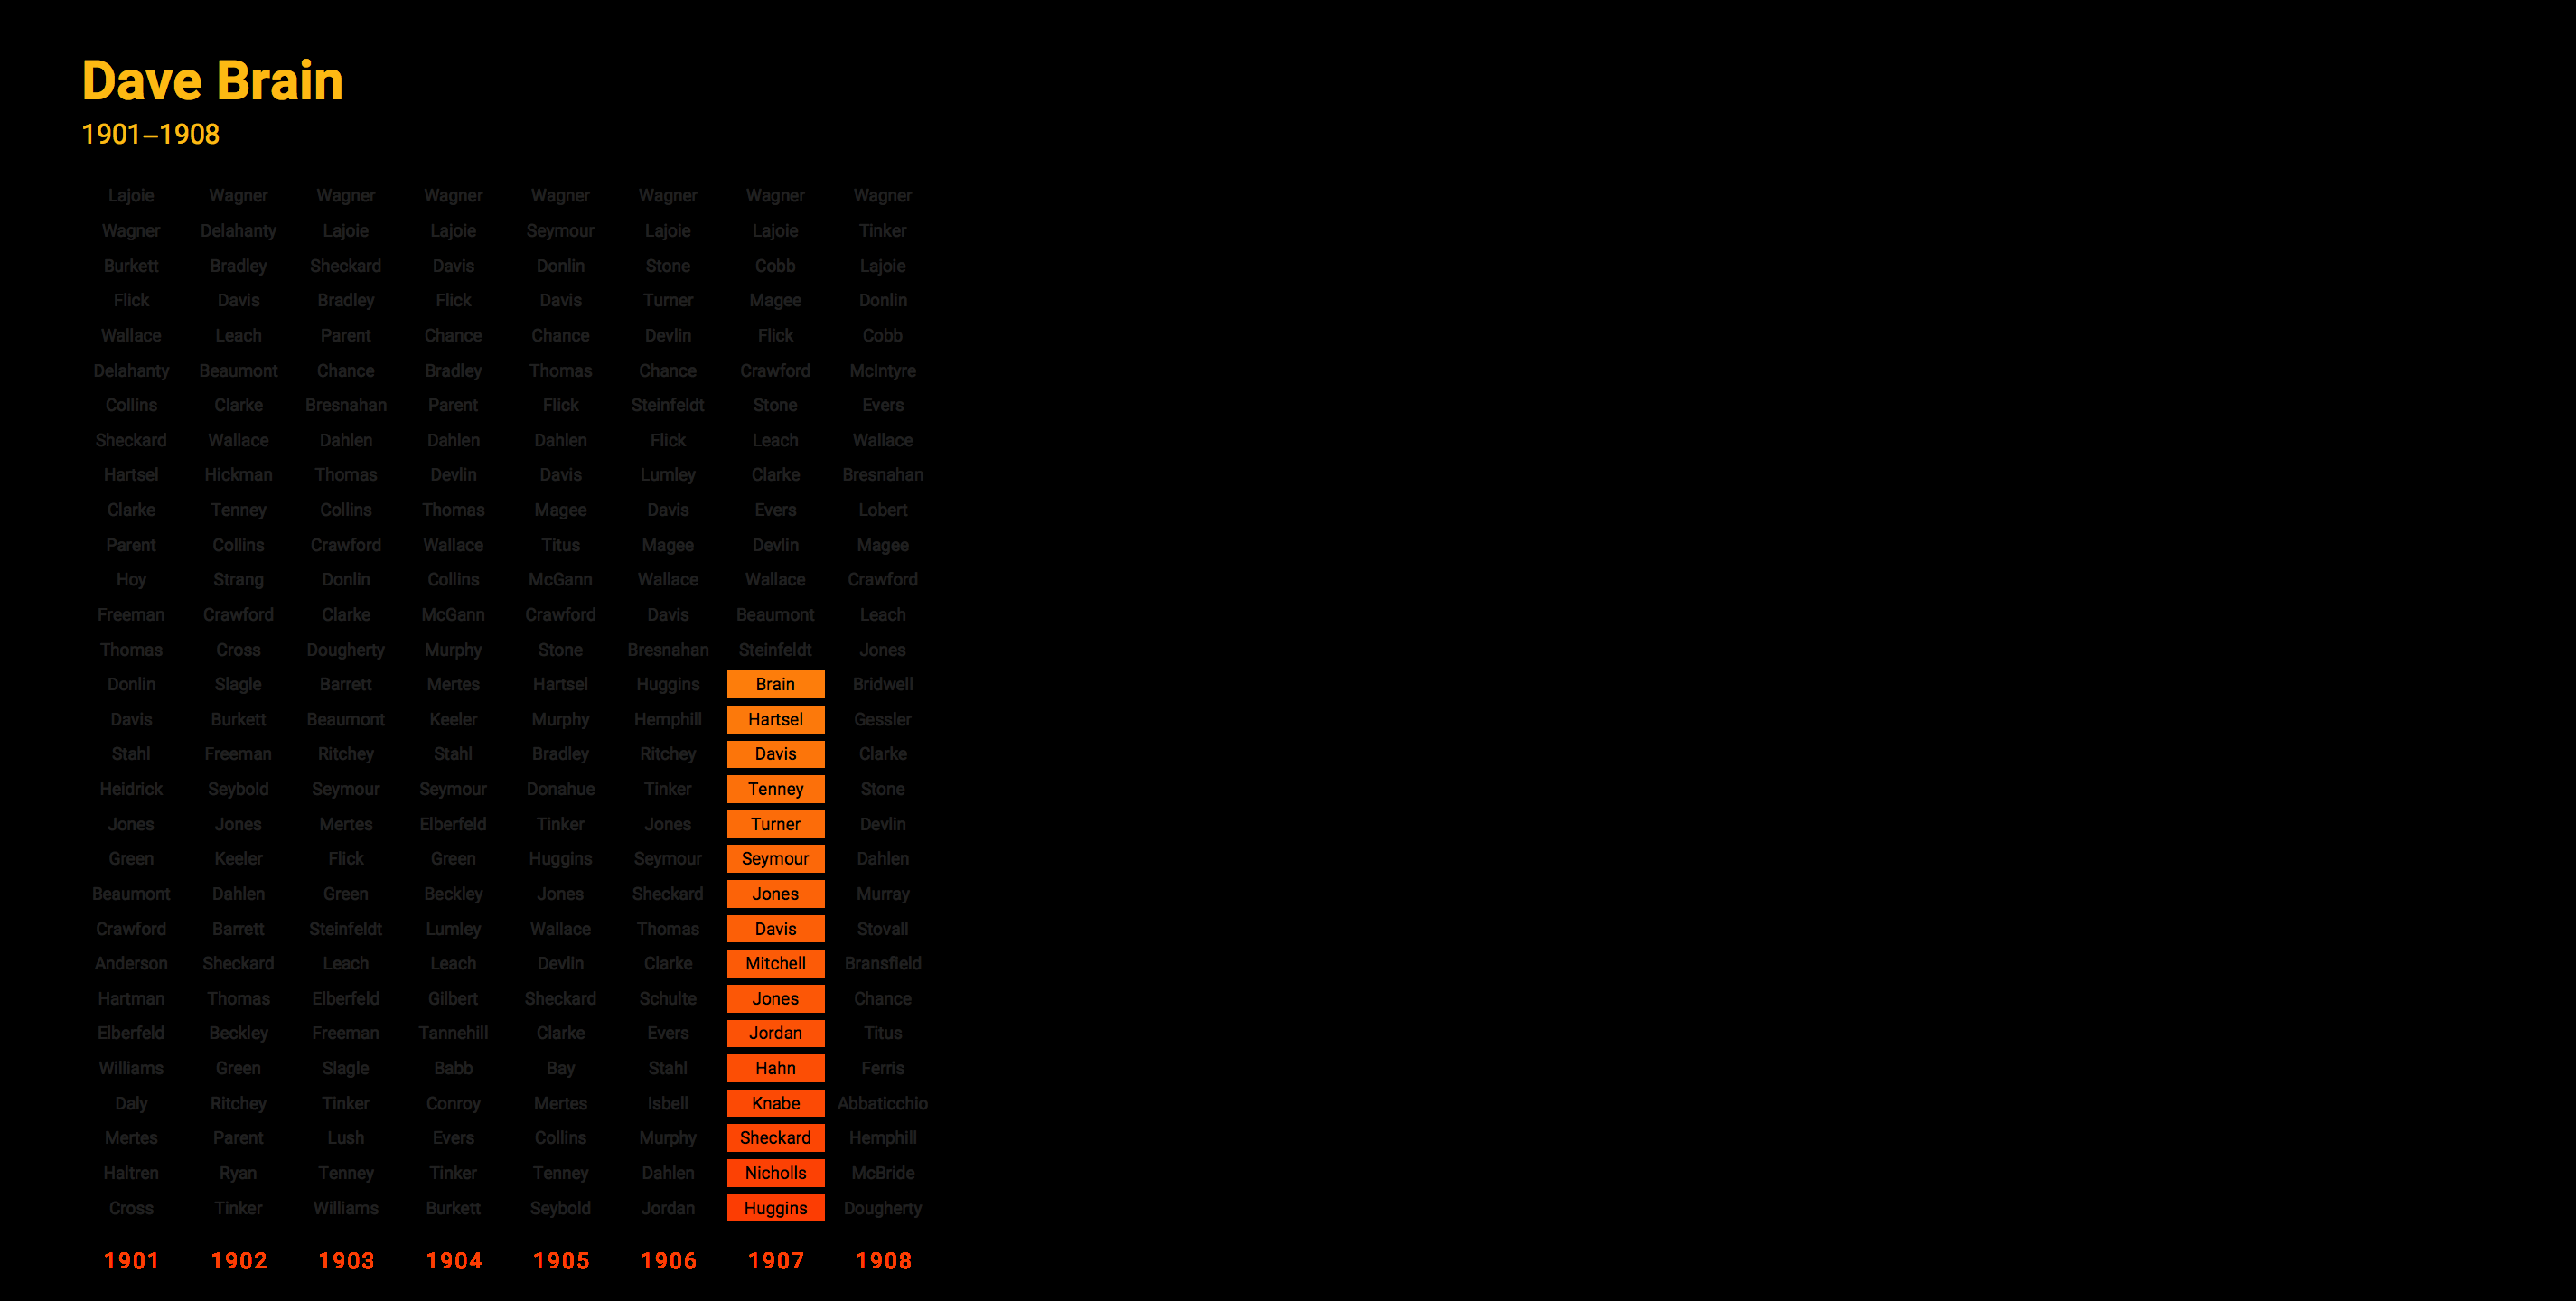 Dave Brain
1901–1908
Lajoie Wagner Wagner Wagner Wagner Wagner Wagner Wagner
Wagner Delahanty Lajoie Lajoie Seymour Lajoie Lajoie Tinker
Burkett Bradley Sheckard Davis Donlin Stone Cobb Lajoie
Flick Davis Bradley Flick Davis Turner Magee Donlin
Wallace Leach Parent Chance Chance Devlin Flick Cobb
Delahanty Beaumont Chance Bradley Thomas Chance Crawford McIntyre
Collins Clarke Bresnahan Parent Flick Steinfeldt Stone Evers
Sheckard Wallace Dahlen Dahlen Dahlen Flick Leach Wallace
Hartsel Hickman Thomas Devlin Davis Lumley Clarke Bresnahan
Clarke Tenney Collins Thomas Magee Davis Evers Lobert
Parent Collins Crawford Wallace Titus Magee Devlin Magee
Hoy Strang Donlin Collins McGann Wallace Wallace Crawford
Freeman Crawford Clarke McGann Crawford Davis Beaumont Leach
Thomas Cross Dougherty Murphy Stone Bresnahan Steinfeldt Jones
Donlin Slagle Barrett Mertes Hartsel Huggins Brain Bridwell
Davis Burkett Beaumont Keeler Murphy Hemphill Hartsel Gessler
Stahl Freeman Ritchey Stahl Bradley Ritchey Davis Clarke
Heidrick Seybold Seymour Seymour Donahue Tinker Tenney Stone
Jones Jones Mertes Elberfeld Tinker Jones Turner Devlin
Green Keeler Flick Green Huggins Seymour Seymour Dahlen
Beaumont Dahlen Green Beckley Jones Sheckard Jones Murray
Crawford Barrett Steinfeldt Lumley Wallace Thomas Davis Stovall
Anderson Sheckard Leach Leach Devlin Clarke Mitchell Bransfield
Hartman Thomas Elberfeld Gilbert Sheckard Schulte Jones Chance
Elberfeld Beckley Freeman Tannehill Clarke Evers Jordan Titus
Williams Green Slagle Babb Bay Stahl Hahn Ferris
Daly Ritchey Tinker Conroy Mertes Isbell Knabe Abbaticchio
Mertes Parent Lush Evers Collins Murphy Sheckard Hemphill
Haltren Ryan Tenney Tinker Tenney Dahlen Nicholls McBride
Cross Tinker Williams Burkett Seybold Jordan Huggins Dougherty
1901 1902 1903 1904 1905 1906 1907 1908